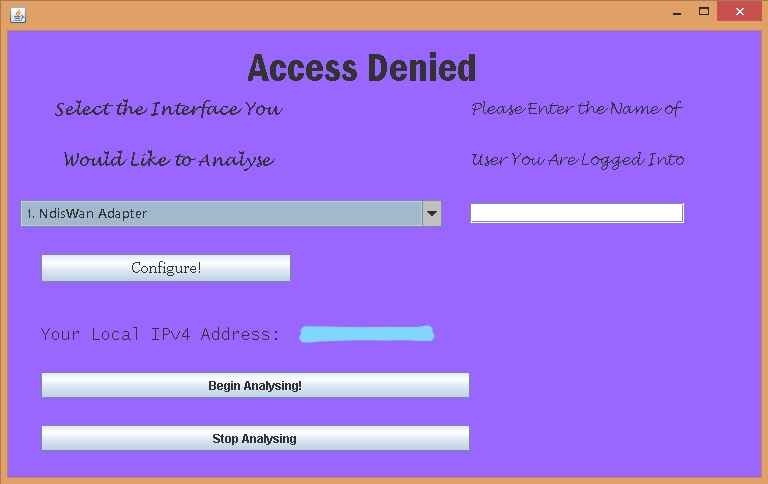 Access Denied
Select the Interface You
Would Like to Analyse
Please Enter the Name of
User You Are Logged Into
1. NdisWan Adapter
Configure!
Your Local IPv4 Address:
Begin Analysing!
Stop Analysing